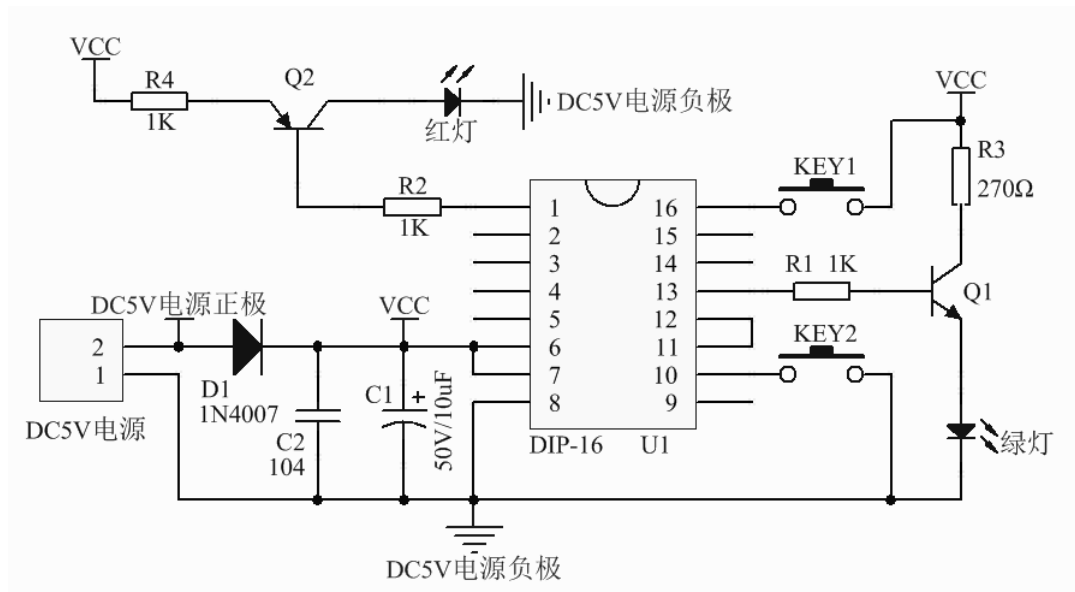 VCC
R4
1K
Q2
红灯
DC5V电源负极
VCC
R3
270Ω
KEY1
R2
1K
1
2
3
4
5
6
7
8
16
15
14
13
12
11
10
9
DIP-16
U1
R1 1K
Q1
KEY2
绿灯
DC5V电源正极
2
1
DC5V电源
D1
1N4007
VCC
C1
+
50V/10uF
C2
104
DC5V电源负极